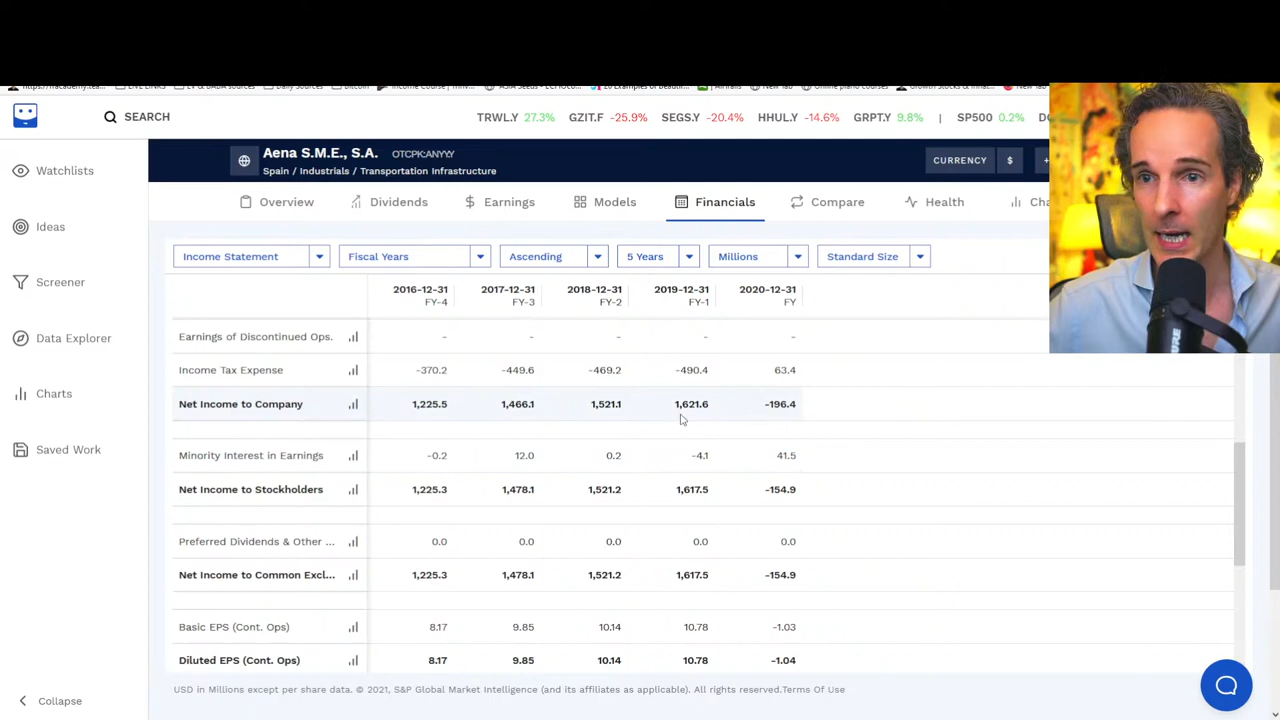 SEARCH
TRWL.Y 27.3% GZIT.F -25.9% SEGS.Y -20.4% HHUL.Y -14.6% GRPT.Y 9.8% | SP500 0.2%
Aena S.M.E., S.A. OTCPK:ANYYY
Spain / Industrials / Transportation Infrastructure
CURRENCY $ +
Watchlists
Ideas
Screener
Data Explorer
Charts
Saved Work
Collapse
Overview Dividends Earnings Models Financials Compare Health
Income Statement Fiscal Years Ascending 5 Years Millions Standard Size
2016-12-31 2017-12-31 2018-12-31 2019-12-31 2020-12-31
FY-4 FY-3 FY-2 FY-1 FY
Earnings of Discontinued Ops. - - - - -
Income Tax Expense -370.2 -449.6 -469.2 -490.4 63.4
Net Income to Company 1,225.5 1,466.1 1,521.1 1,621.6 -196.4
Minority Interest in Earnings -0.2 12.0 0.2 -4.1 41.5
Net Income to Stockholders 1,225.3 1,478.1 1,521.2 1,617.5 -154.9
Preferred Dividends & Other ... 0.0 0.0 0.0 0.0 0.0
Net Income to Common Excl... 1,225.3 1,478.1 1,521.2 1,617.5 -154.9
Basic EPS (Cont. Ops) 8.17 9.85 10.14 10.78 -1.03
Diluted EPS (Cont. Ops) 8.17 9.85 10.14 10.78 -1.04
USD in Millions except per share data. © 2021, S&P Global Market Intelligence (and its affiliates as applicable). All rights reserved.Terms Of Use